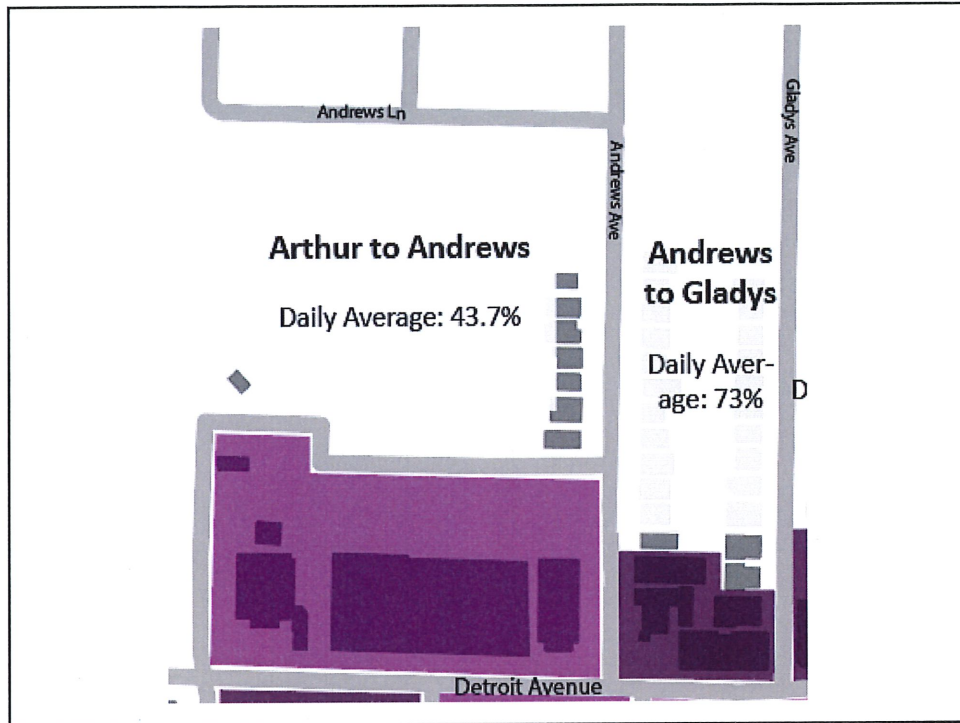 Andrews Ln
Gladys Ave
Andrews Ave
Arthur to Andrews
Daily Average: 43.7%
Andrews
to Gladys
Daily Aver-
age: 73%
D
Detroit Avenue